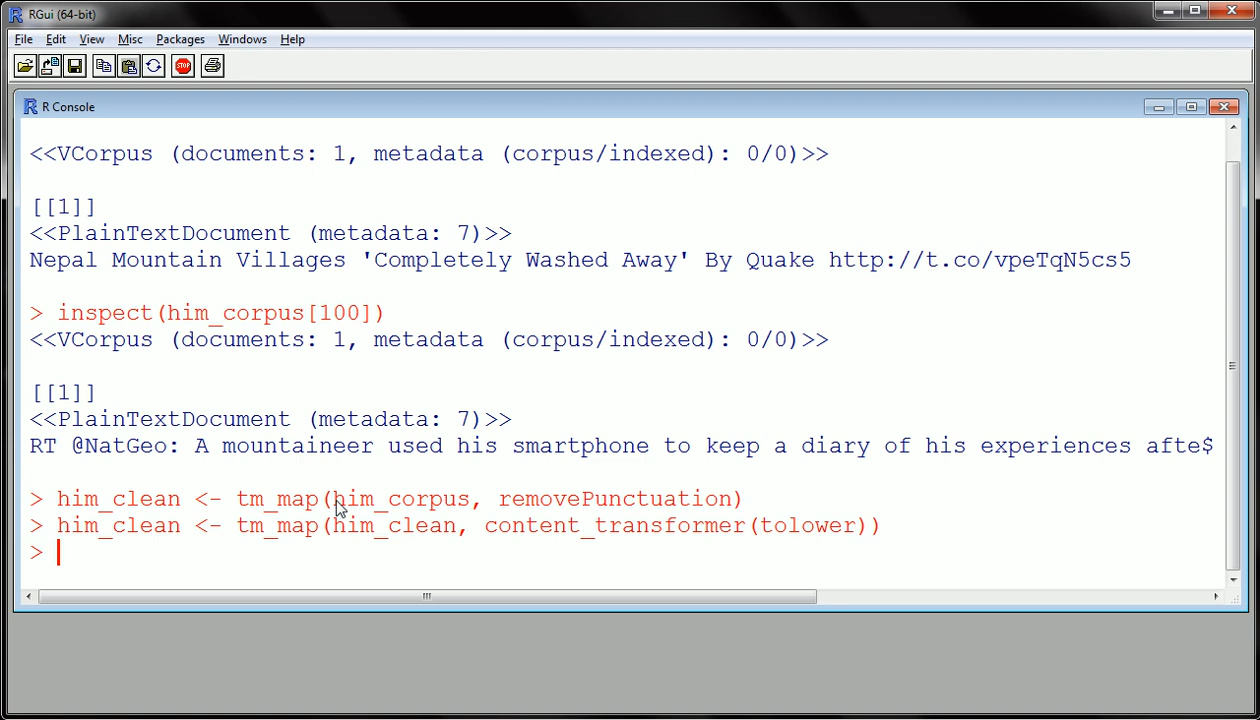 RGui (64-bit)
File Edit View Misc Packages Windows Help
STOP
R Console
<<VCorpus (documents: 1, metadata (corpus/indexed): 0/0)>>
[[1]]
<<PlainTextDocument (metadata: 7)>>
Nepal Mountain Villages 'Completely Washed Away' By Quake http://t.co/vpeTqN5cs5
> inspect(him_corpus[100])
<<VCorpus (documents: 1, metadata (corpus/indexed): 0/0)>>
[[1]]
<<PlainTextDocument (metadata: 7)>>
RT @NatGeo: A mountaineer used his smartphone to keep a diary of his experiences afte$
> him_clean <- tm_map(him_corpus, removePunctuation)
> him_clean <- tm_map(him_clean, content_transformer(tolower))
>